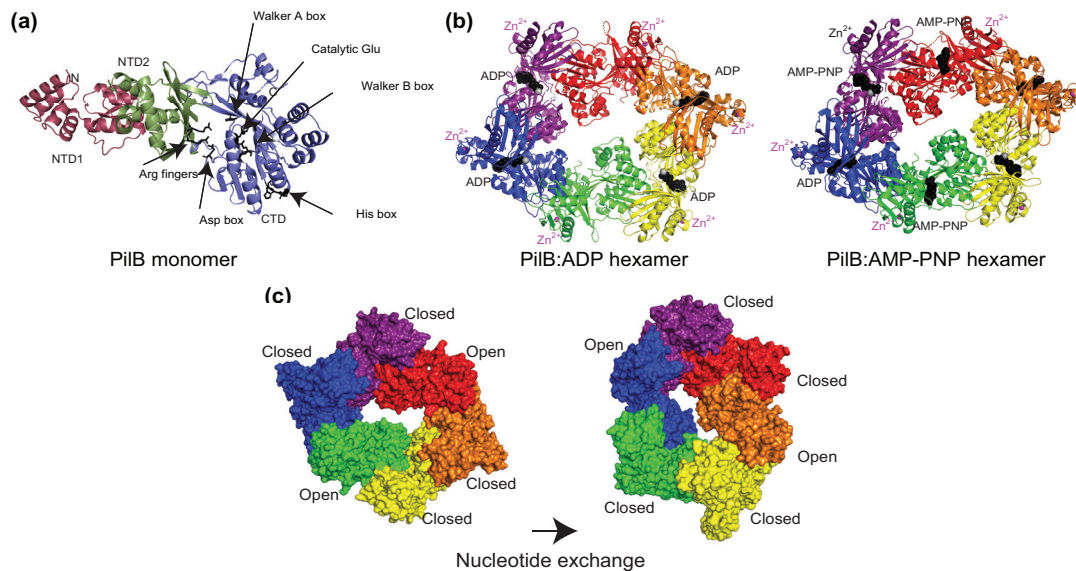 (a)
Walker A box
Catalytic Glu
Walker B box
NTD2
N
NTD1
Arg fingers
Asp box
CTD
His box
PilB monomer
(b)
Zn2+
Zn2+
ADP
ADP
Zn2+
Zn2+
ADP
ADP
Zn2+
Zn2+
PilB:ADP hexamer
AMP-PNP
Zn2+
Zn2+
AMP-PNP
ADP
Zn2+
Zn2+
ADP
Zn2+
AMP-PNP
PilB:AMP-PNP hexamer
(c)
Closed
Closed
Open
Open
Closed
Closed
Closed
Open
Closed
Open
Closed
Closed
Nucleotide exchange